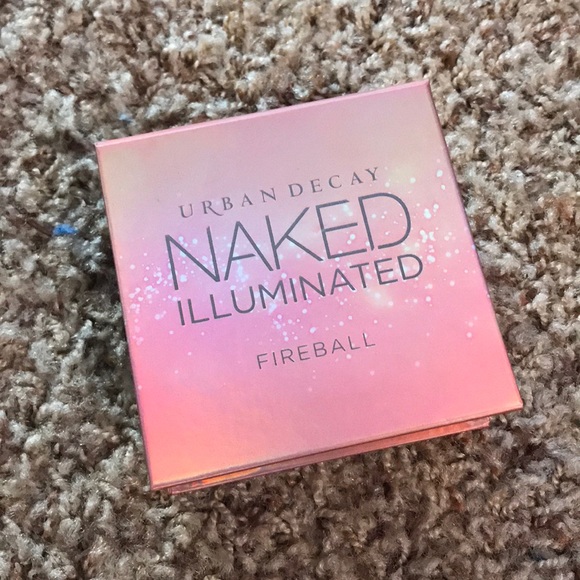 URBAN DECAY
NAKED
ILLUMINATED
FIREBALL